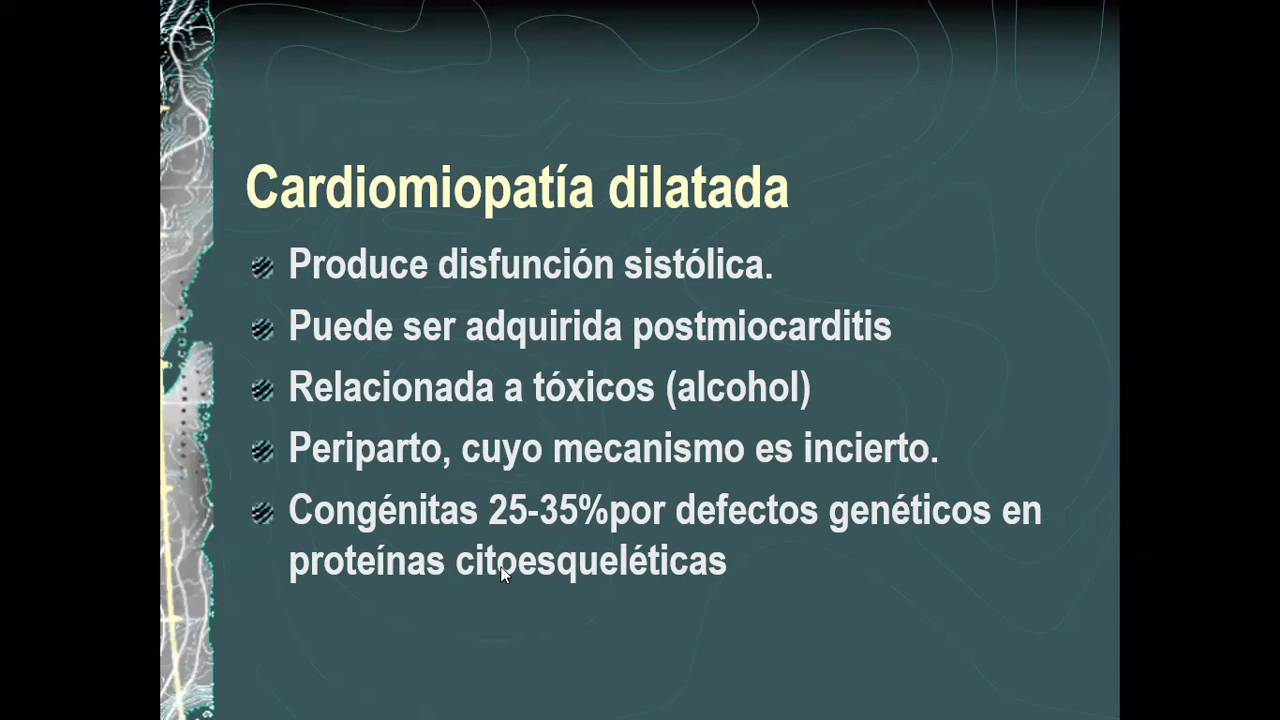 Cardiomiopatía dilatada
Produce disfunción sistólica.
Puede ser adquirida postmiocarditis
Relacionada a tóxicos (alcohol)
Periparto, cuyo mecanismo es incierto.
Congénitas 25-35%por defectos genéticos en
proteínas citoesqueléticas